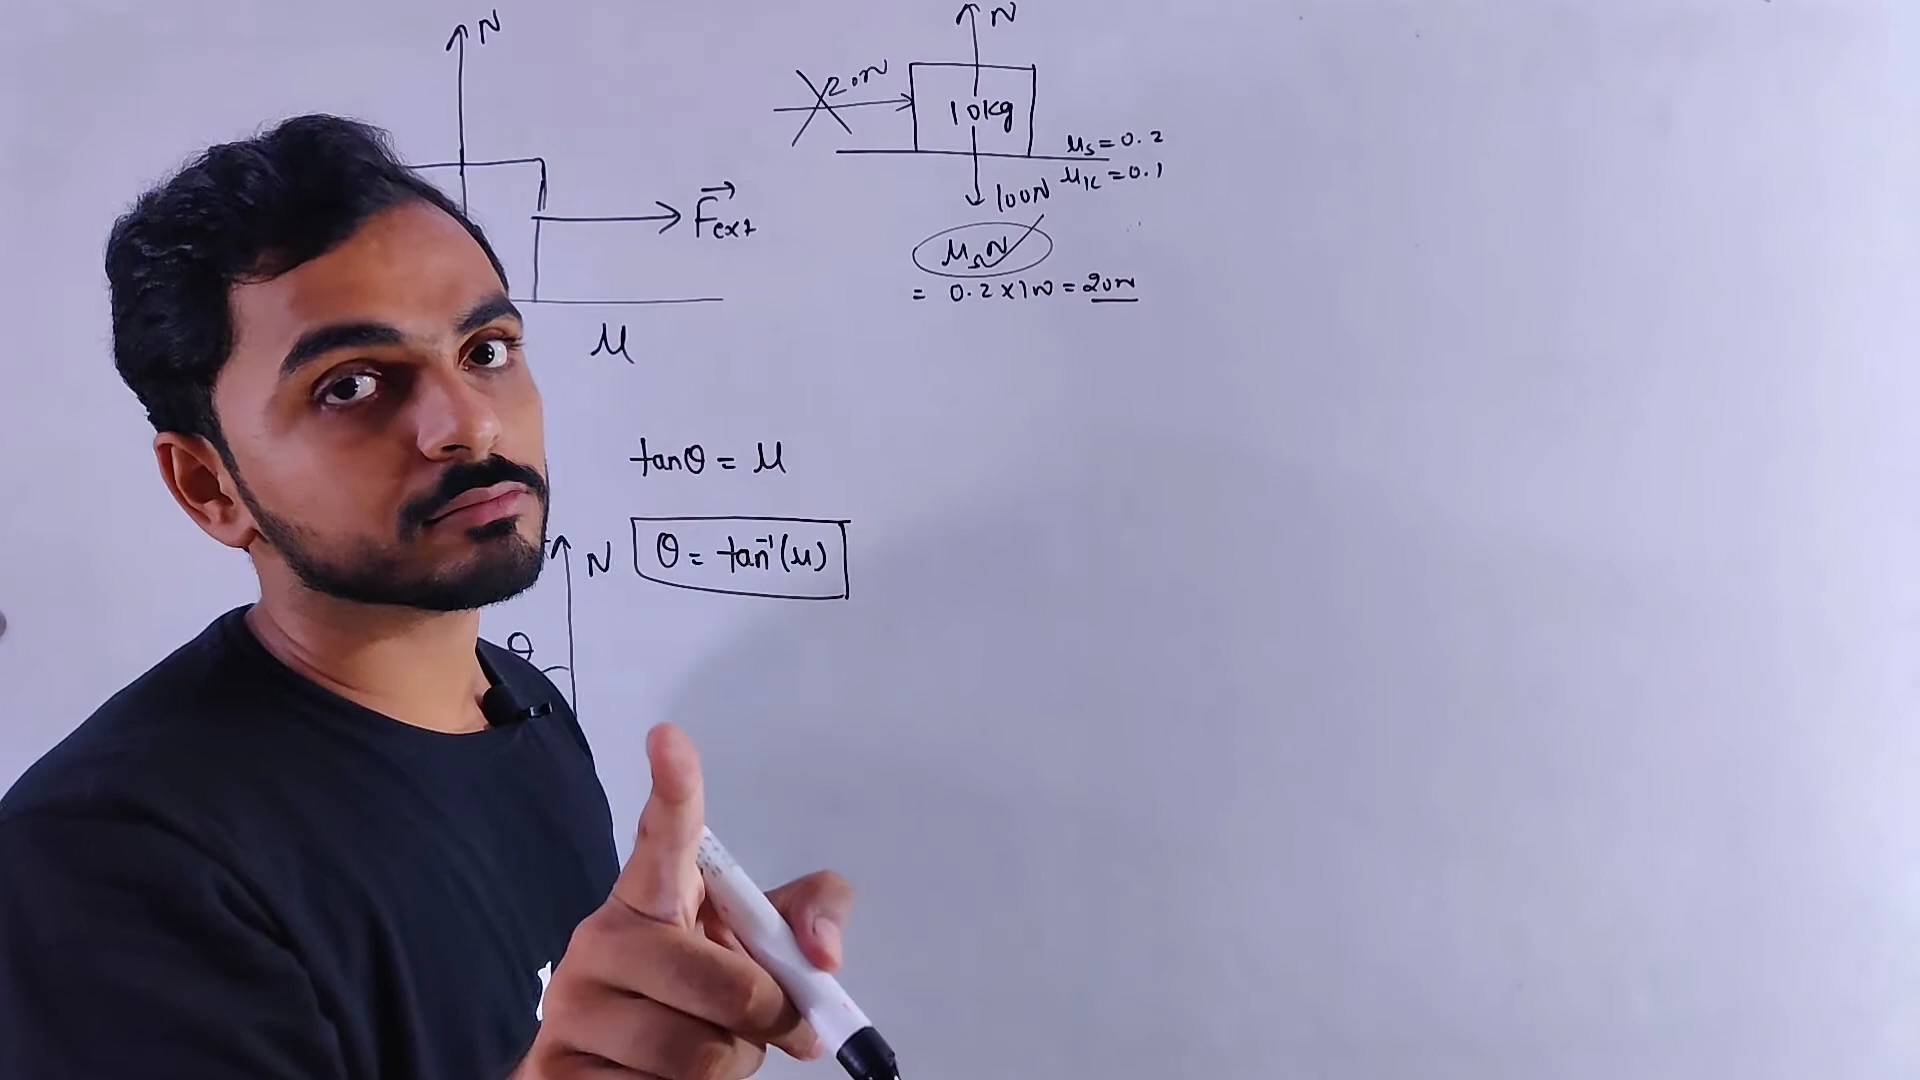 N
F⃗ext
μ
N
20N
10kg
μs = 0.2
μk = 0.1
100N
μsN
= 0.2 x 100 = 20N
tanθ = μ
θ = tan⁻¹(μ)
N
θ